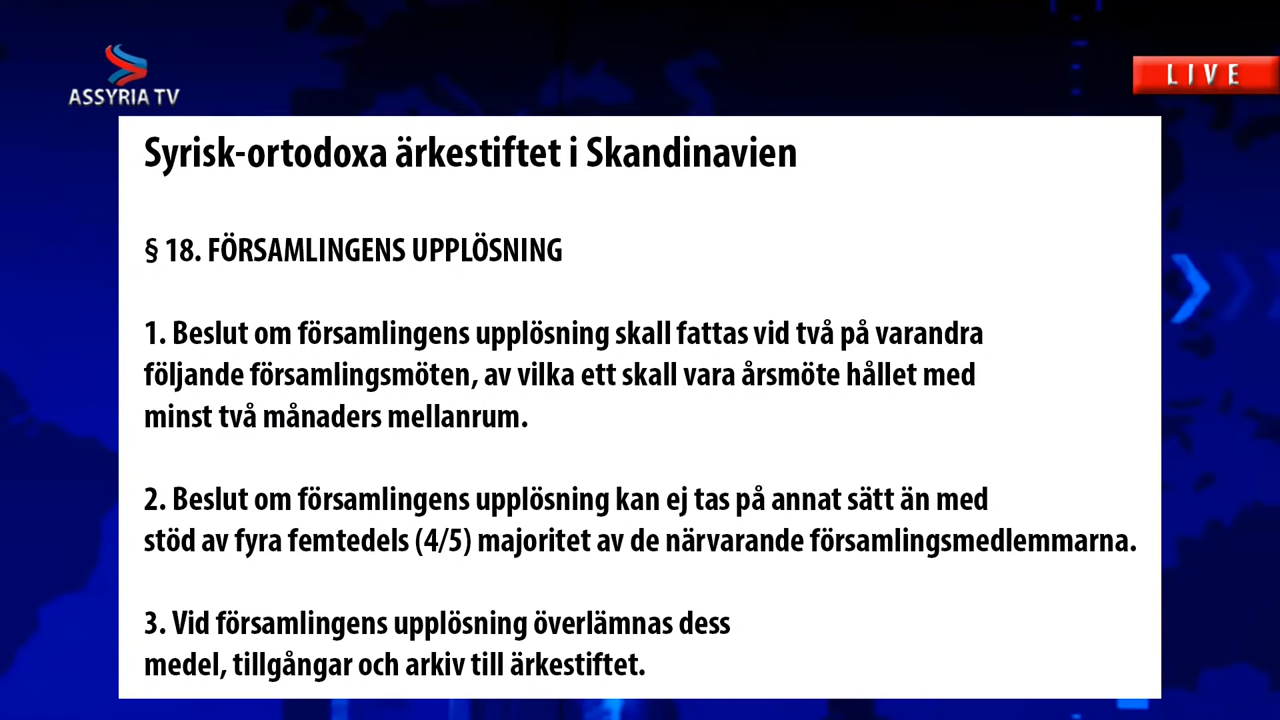 ASSYRIA TV
LIVE
Syrisk-ortodoxa ärkestiftet i Skandinavien
§ 18. FÖRSAMLINGENS UPPLÖSNING
1. Beslut om församlingens upplösning skall fattas vid två på varandra
följande församlingsmöten, av vilka ett skall vara årsmöte hållet med
minst två månaders mellanrum.
2. Beslut om församlingens upplösning kan ej tas på annat sätt än med
stöd av fyra femtedels (4/5) majoritet av de närvarande församlingsmedlemmarna.
3. Vid församlingens upplösning överlämnas dess
medel, tillgångar och arkiv till ärkestiftet.